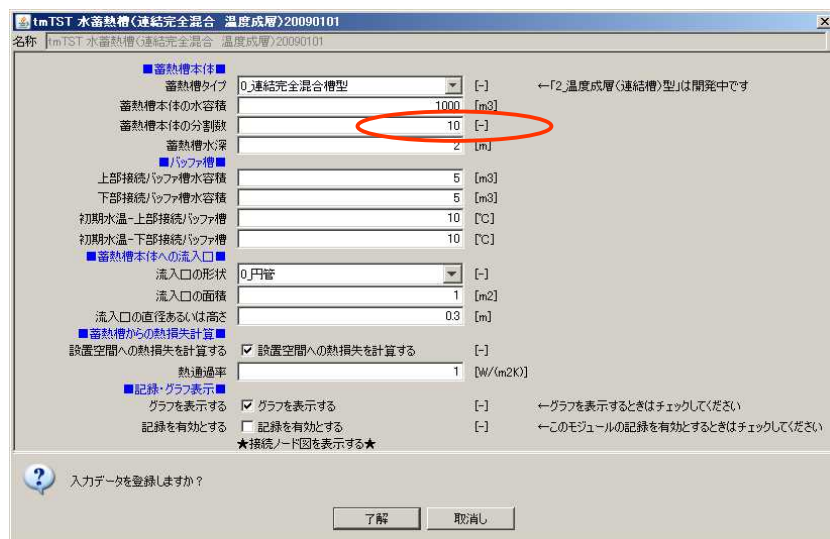 tmTST 水蓄熱槽(連結完全混合 温度成層)20090101
名称 tmTST 水蓄熱槽(連結完全混合 温度成層)20090101
■蓄熱槽本体■
蓄熱槽タイプ 0_連結完全混合槽型 [-] ←「2_温度成層(連結槽)型」は開発中です
蓄熱槽本体の水容積 1000 [m3]
蓄熱槽本体の分割数 10 [-]
蓄熱槽水深 2 [m]
■バッファ槽■
上部接続バッファ槽水容積 5 [m3]
下部接続バッファ槽水容積 5 [m3]
初期水温-上部接続バッファ槽 10 [℃]
初期水温-下部接続バッファ槽 10 [℃]
■蓄熱槽本体への流入口■
流入口の形状 0_円管 [-]
流入口の面積 1 [m2]
流入口の直径あるいは高さ 0.3 [m]
■蓄熱槽からの熱損失計算■
設置空間への熱損失を計算する 設置空間への熱損失を計算する [-]
熱通過率 1 [W/(m2K)]
■記録・グラフ表示■
グラフを表示する グラフを表示する [-] ←グラフを表示するときはチェックしてください
記録を有効とする 記録を有効とする [-] ←このモジュールの記録を有効とするときはチェックしてください
★接続ノード図を表示する★
入力データを登録しますか?
了解 取消し